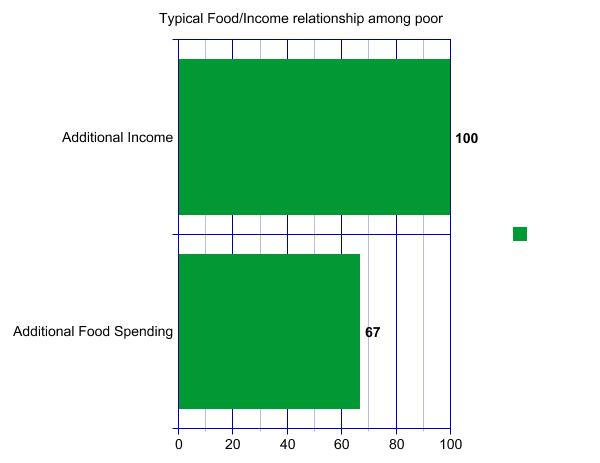 Typical Food/Income relationship among poor
Additional Income
100
Additional Food Spending
67
0 20 40 60 80 100